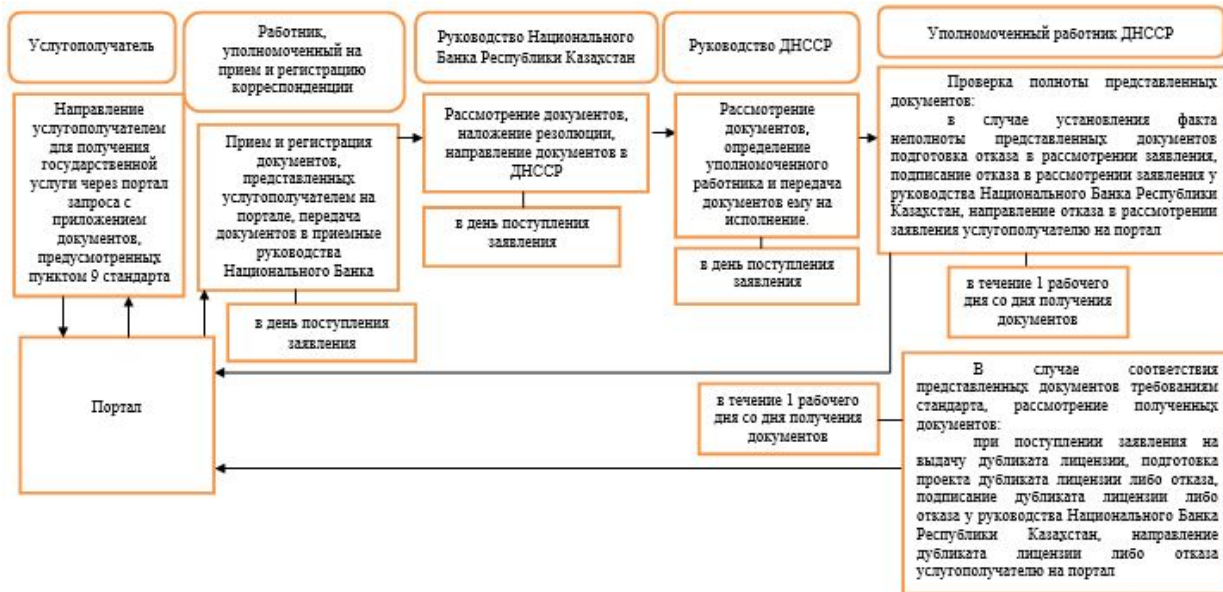 Услугополучатель
Работник,
уполномоченный на
прием и регистрацию
корреспонденции
Руководство Национального
Банка Республики Казахстан
Руководство ДНССР
Уполномоченный работник ДНССР
Направление
услугополучателем
для получения
государственной
услуги через портал
запроса с
приложением
документов,
предусмотренных
пунктом 9 стандарта
Прием и регистрация
документов,
представленных
услугополучателем на
портале, передача
документов в приемные
руководства
Национального Банка
в день поступления
заявления
Рассмотрение документов,
наложение резолюции,
направление документов в
ДНССР
в день поступления
заявления
Рассмотрение
документов,
определение
уполномоченного
работника и передача
документов ему на
исполнение.
в день поступления
заявления
Проверка полноты представленных
документов:
в случае установления факта
неполноты представленных документов
подготовка отказа в рассмотрении заявления,
подписание отказа в рассмотрении заявления у
руководства Национального Банка Республики
Казахстан, направление отказа в рассмотрении
заявления услугополучателю на портал
в течение 1 рабочего
дня со дня получения
документов
Портал
в течение 1 рабочего
дня со дня получения
документов
В случае соответствия
представленных документов требованиям
стандарта, рассмотрение полученных
документов:
при поступлении заявления на
выдачу дубликата лицензии, подготовка
проекта дубликата лицензии либо отказа,
подписание дубликата лицензии либо
отказа у руководства Национального Банка
Республики Казахстан, направление
дубликата лицензии либо отказа
услугополучателю на портал